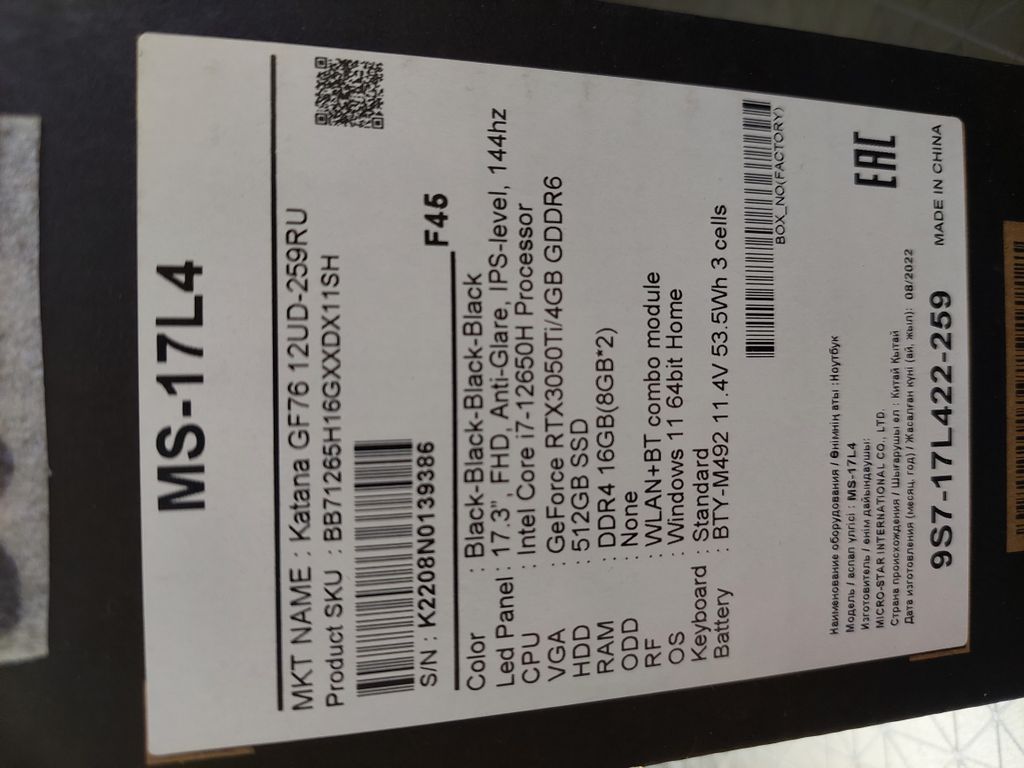 MS-17L4
MKT NAME : Katana GF76 12UD-259RU
Product SKU : BB71265H16GXXDX11SH
S/N : K2208N0139386
F45
Color : Black-Black-Black-Black
Led Panel : 17.3", FHD, Anti-Glare, IPS-level, 144hz
CPU : Intel Core i7-12650H Processor
VGA : GeForce RTX3050Ti/4GB GDDR6
HDD : 512GB SSD
RAM : DDR4 16GB(8GB*2)
ODD : None
RF : WLAN+BT combo module
OS : Windows 11 64bit Home
Keyboard : Standard
Battery : BTY-M492 11.4V 53.5Wh 3 cells
BOX_NO(FACTORY)
Наименование оборудования / Өнімнің аты :Ноутбук
Модель / аспап үлгісі : MS-17L4
Изготовитель / өнім дайындаушы:
MICRO-STAR INTERNATIONAL CO., LTD.
Страна происхождения / Шығарушы ел : Китай Қытай
Дата изготовления (месяц, год) / Жасалған күні (ай, жыл): 08/2022
EAC
9S7-17L422-259
MADE IN CHINA